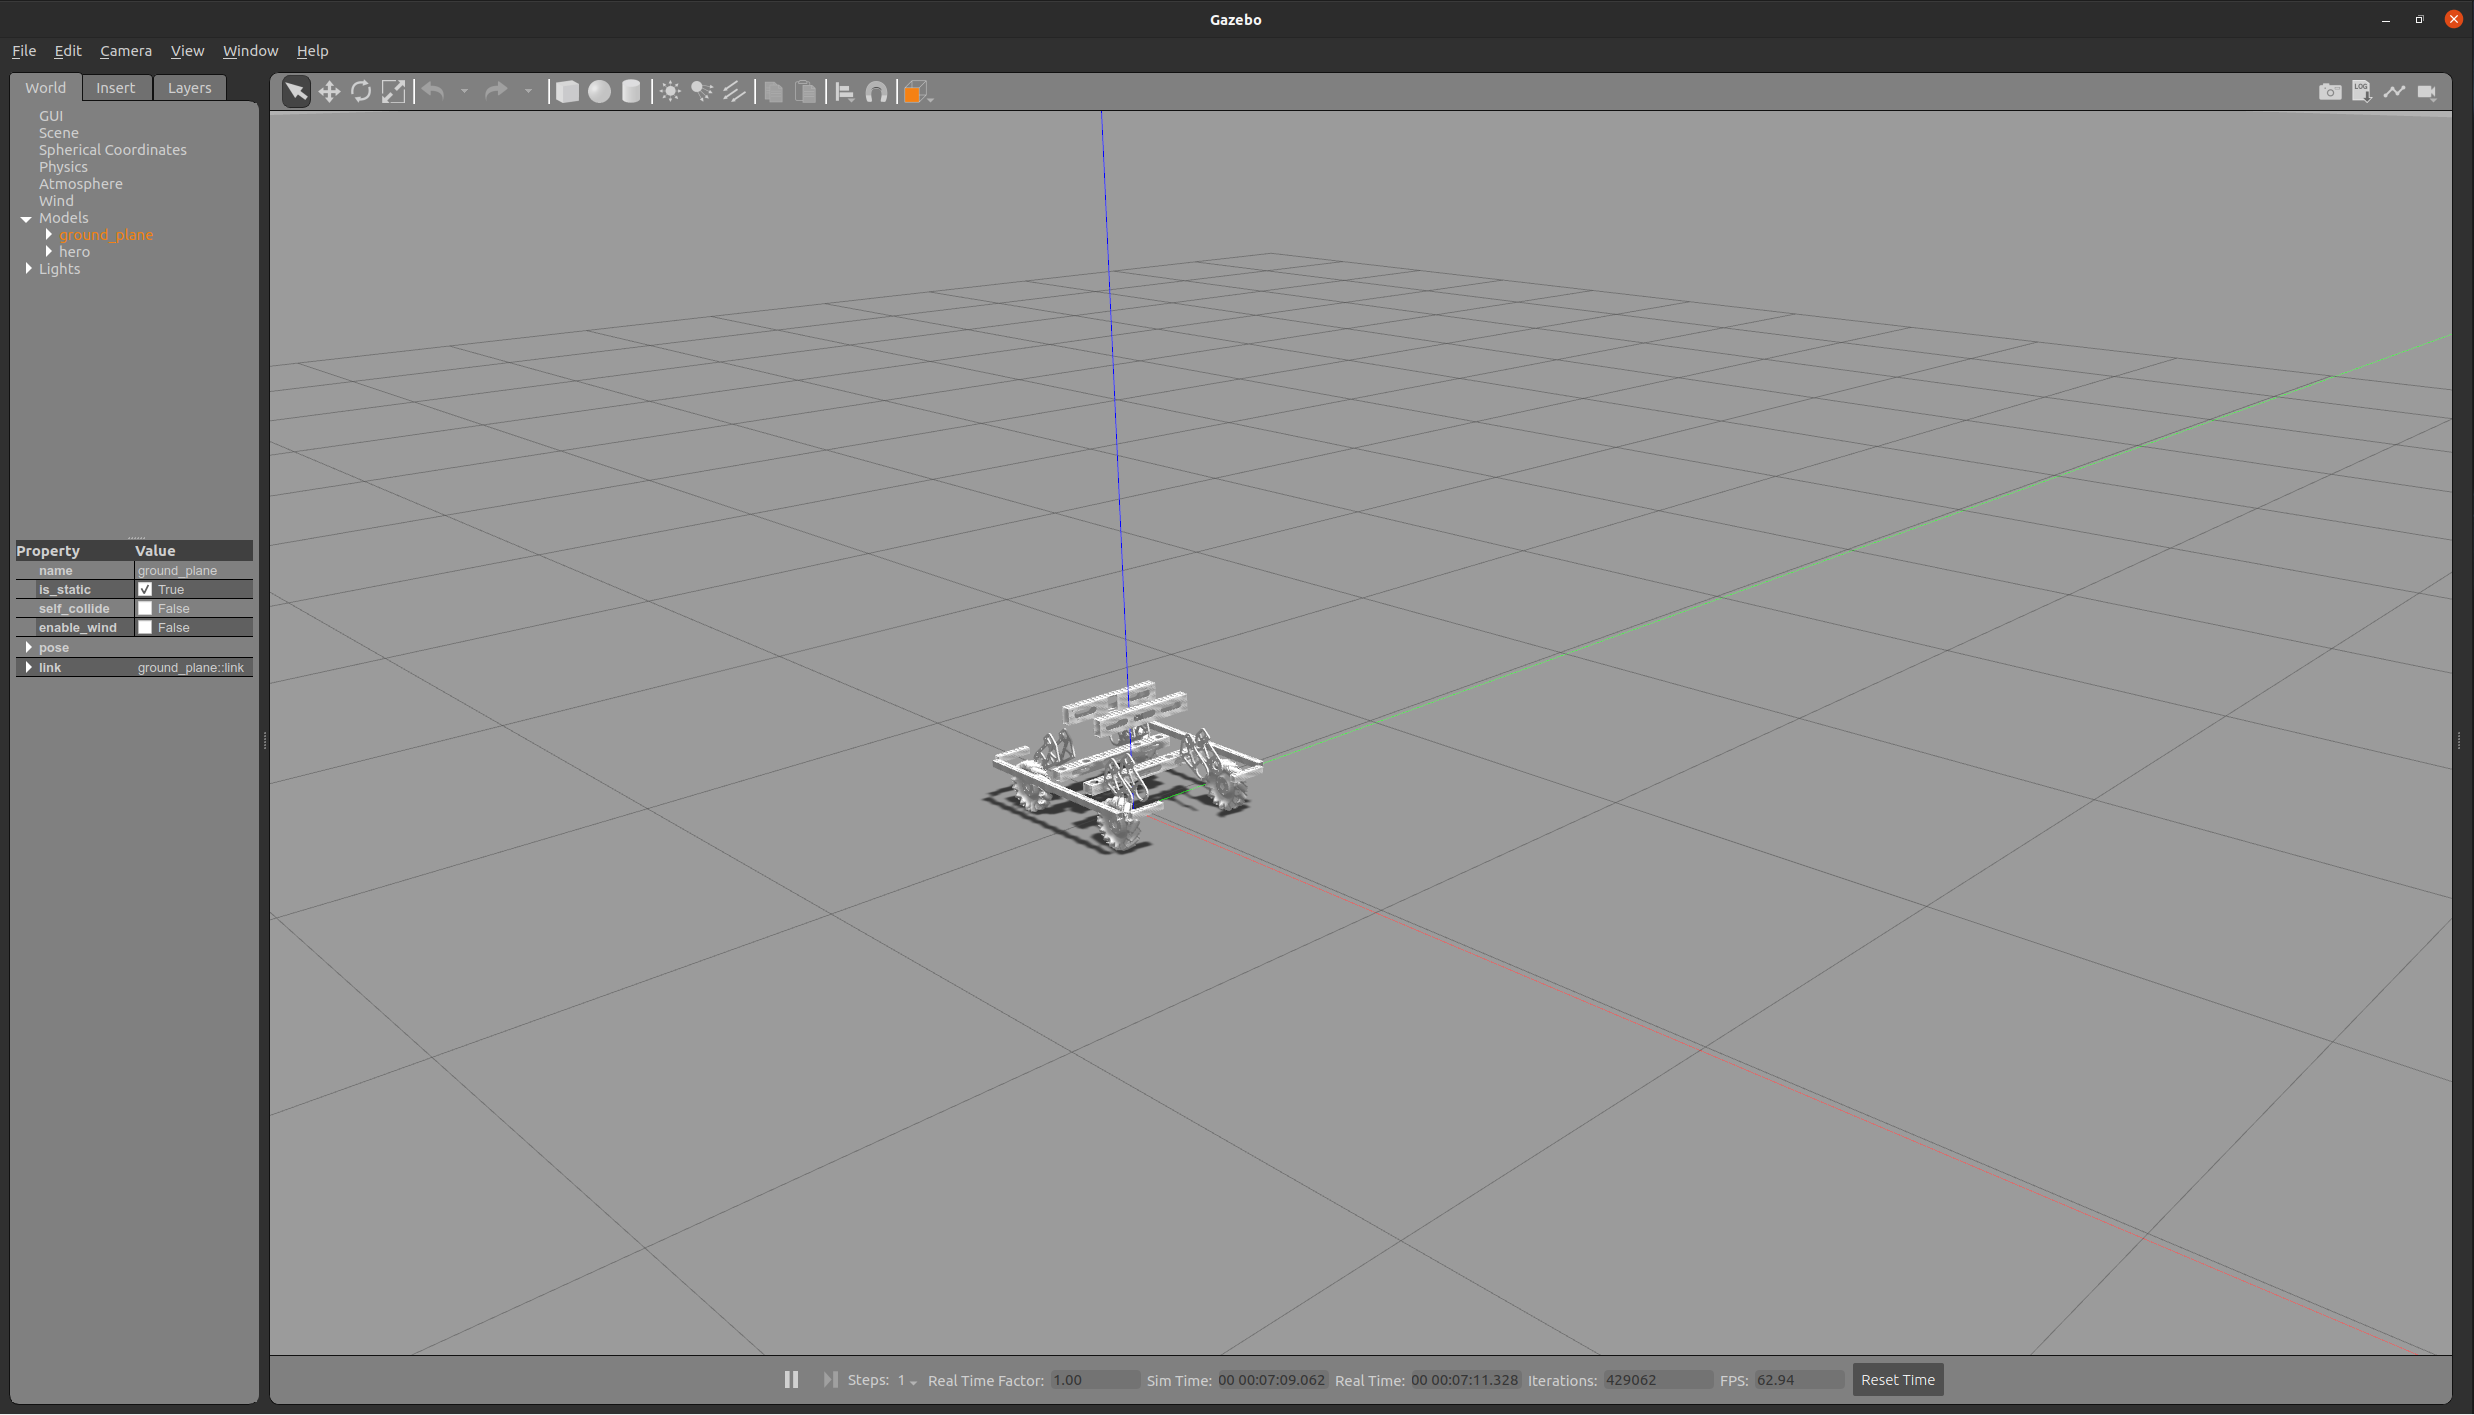 Gazebo
File Edit Camera View Window Help
World Insert Layers
LOG
GUI
Scene
Spherical Coordinates
Physics
Atmosphere
Wind
Models
ground_plane
hero
Lights
Property Value
name ground_plane
is_static True
self_collide False
enable_wind False
pose
link ground_plane::link
Steps: 1 Real Time Factor: 1.00 Sim Time: 00 00:07:09.062 Real Time: 00 00:07:11.328 Iterations: 429062 FPS: 62.94 Reset Time